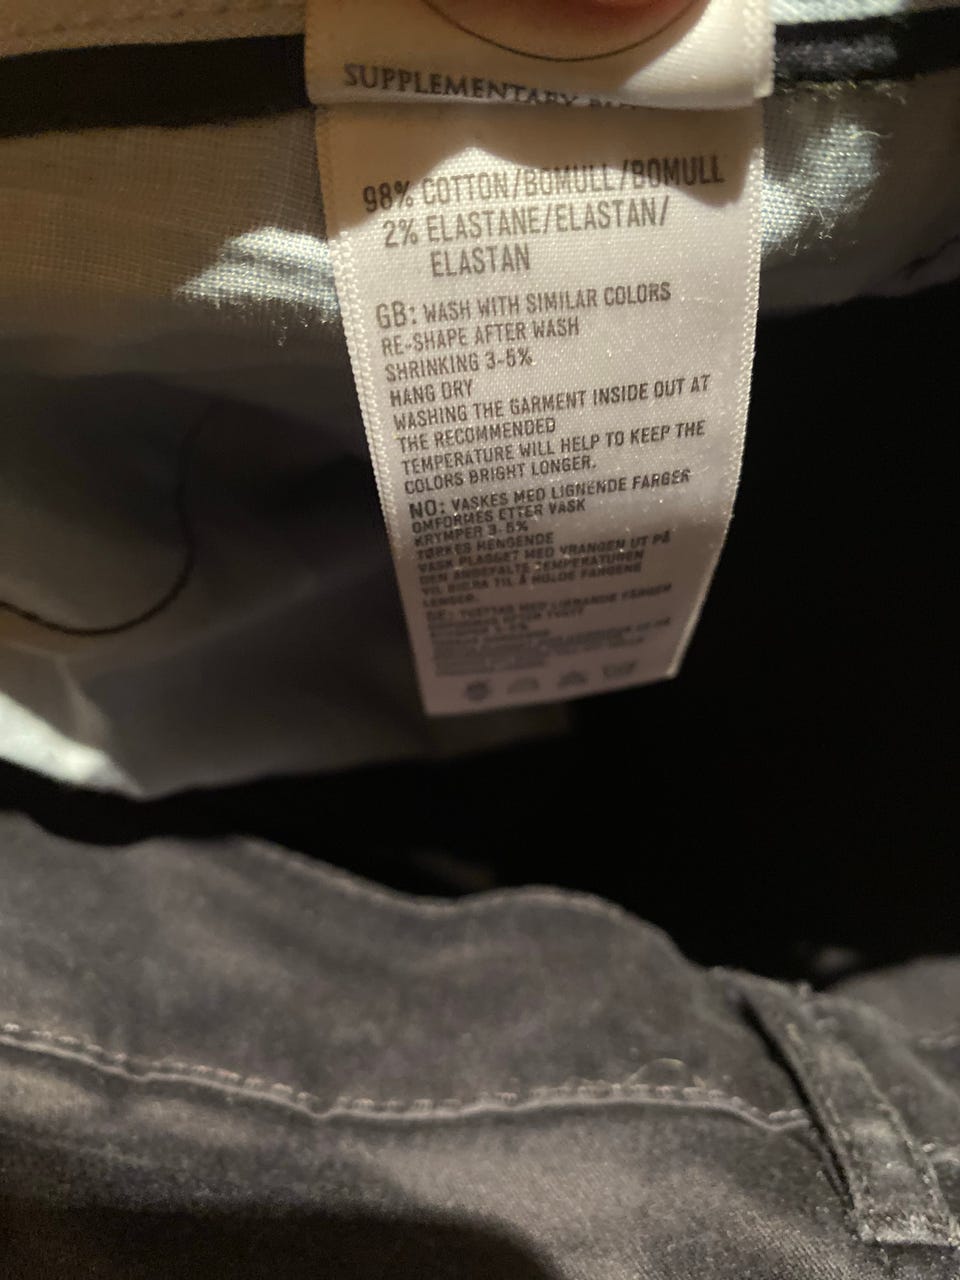 SUPPLEMENTARY
98% COTTON/BOMULL/BOMULL
2% ELASTANE/ELASTAN/
ELASTAN
GB: WASH WITH SIMILAR COLORS
RE-SHAPE AFTER WASH
SHRINKING 3-5%
HANG DRY
WASHING THE GARMENT INSIDE OUT AT
THE RECOMMENDED
TEMPERATURE WILL HELP TO KEEP THE
COLORS BRIGHT LONGER.
NO: VASKES MED LIGNENDE FARGER
OMFORMES ETTER VASK
KRYMPER 3-5%
TØRKES HENGENDE
VASK PLAGGET MED VRANGEN UT PÅ
DEN ANBEFALTE TEMPERATUREN
VIL BIDRA TIL Å HOLDE FARGENE
LENGER.